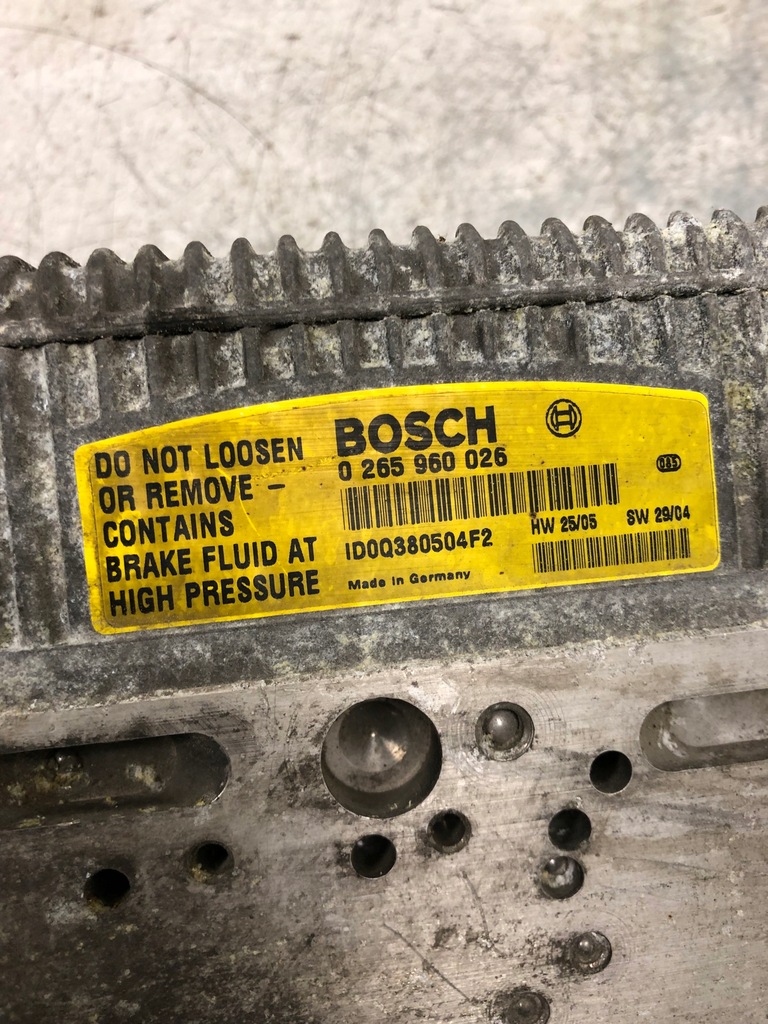 DO NOT LOOSEN
OR REMOVE –
CONTAINS
BRAKE FLUID AT
HIGH PRESSURE
BOSCH
0 265 960 026
ID0Q380504F2
Made in Germany
085
HW 25/05 SW 29/04